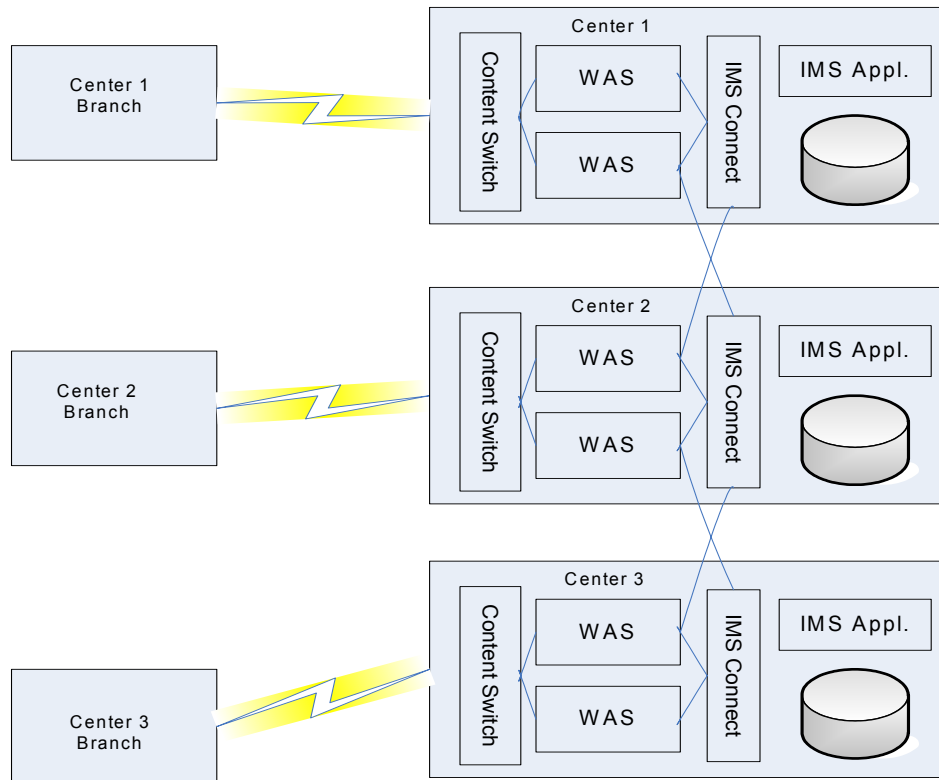 Center 1
Branch
Center 1
Content Switch
WAS
WAS
IMS Connect
IMS Appl.
Center 2
Branch
Center 2
Content Switch
WAS
WAS
IMS Connect
IMS Appl.
Center 3
Branch
Center 3
Content Switch
WAS
WAS
IMS Connect
IMS Appl.